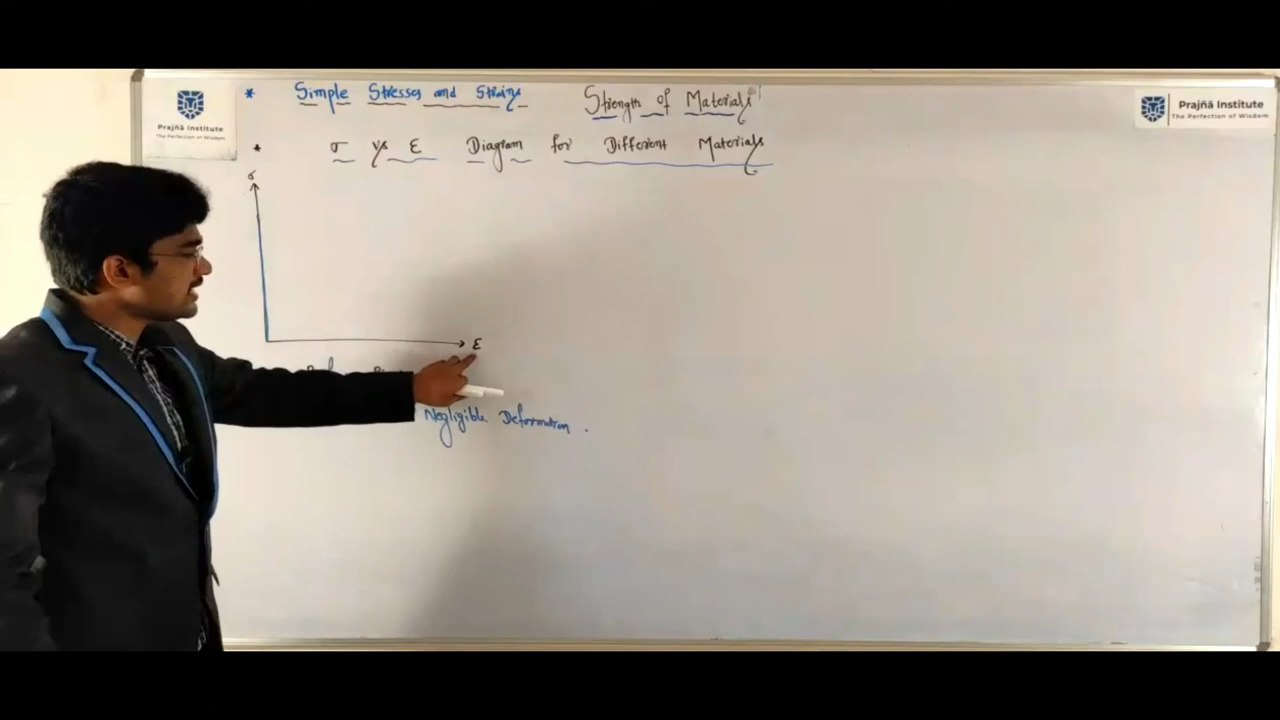 * Simple Stresses and Strains Strength of Materials
Prajñā Institute
The Perfection of Wisdom
Prajñā Institute
The Perfection of Wisdom
* σ v/s ε Diagram for Different Materials
σ
ε
Negligible Deformation .